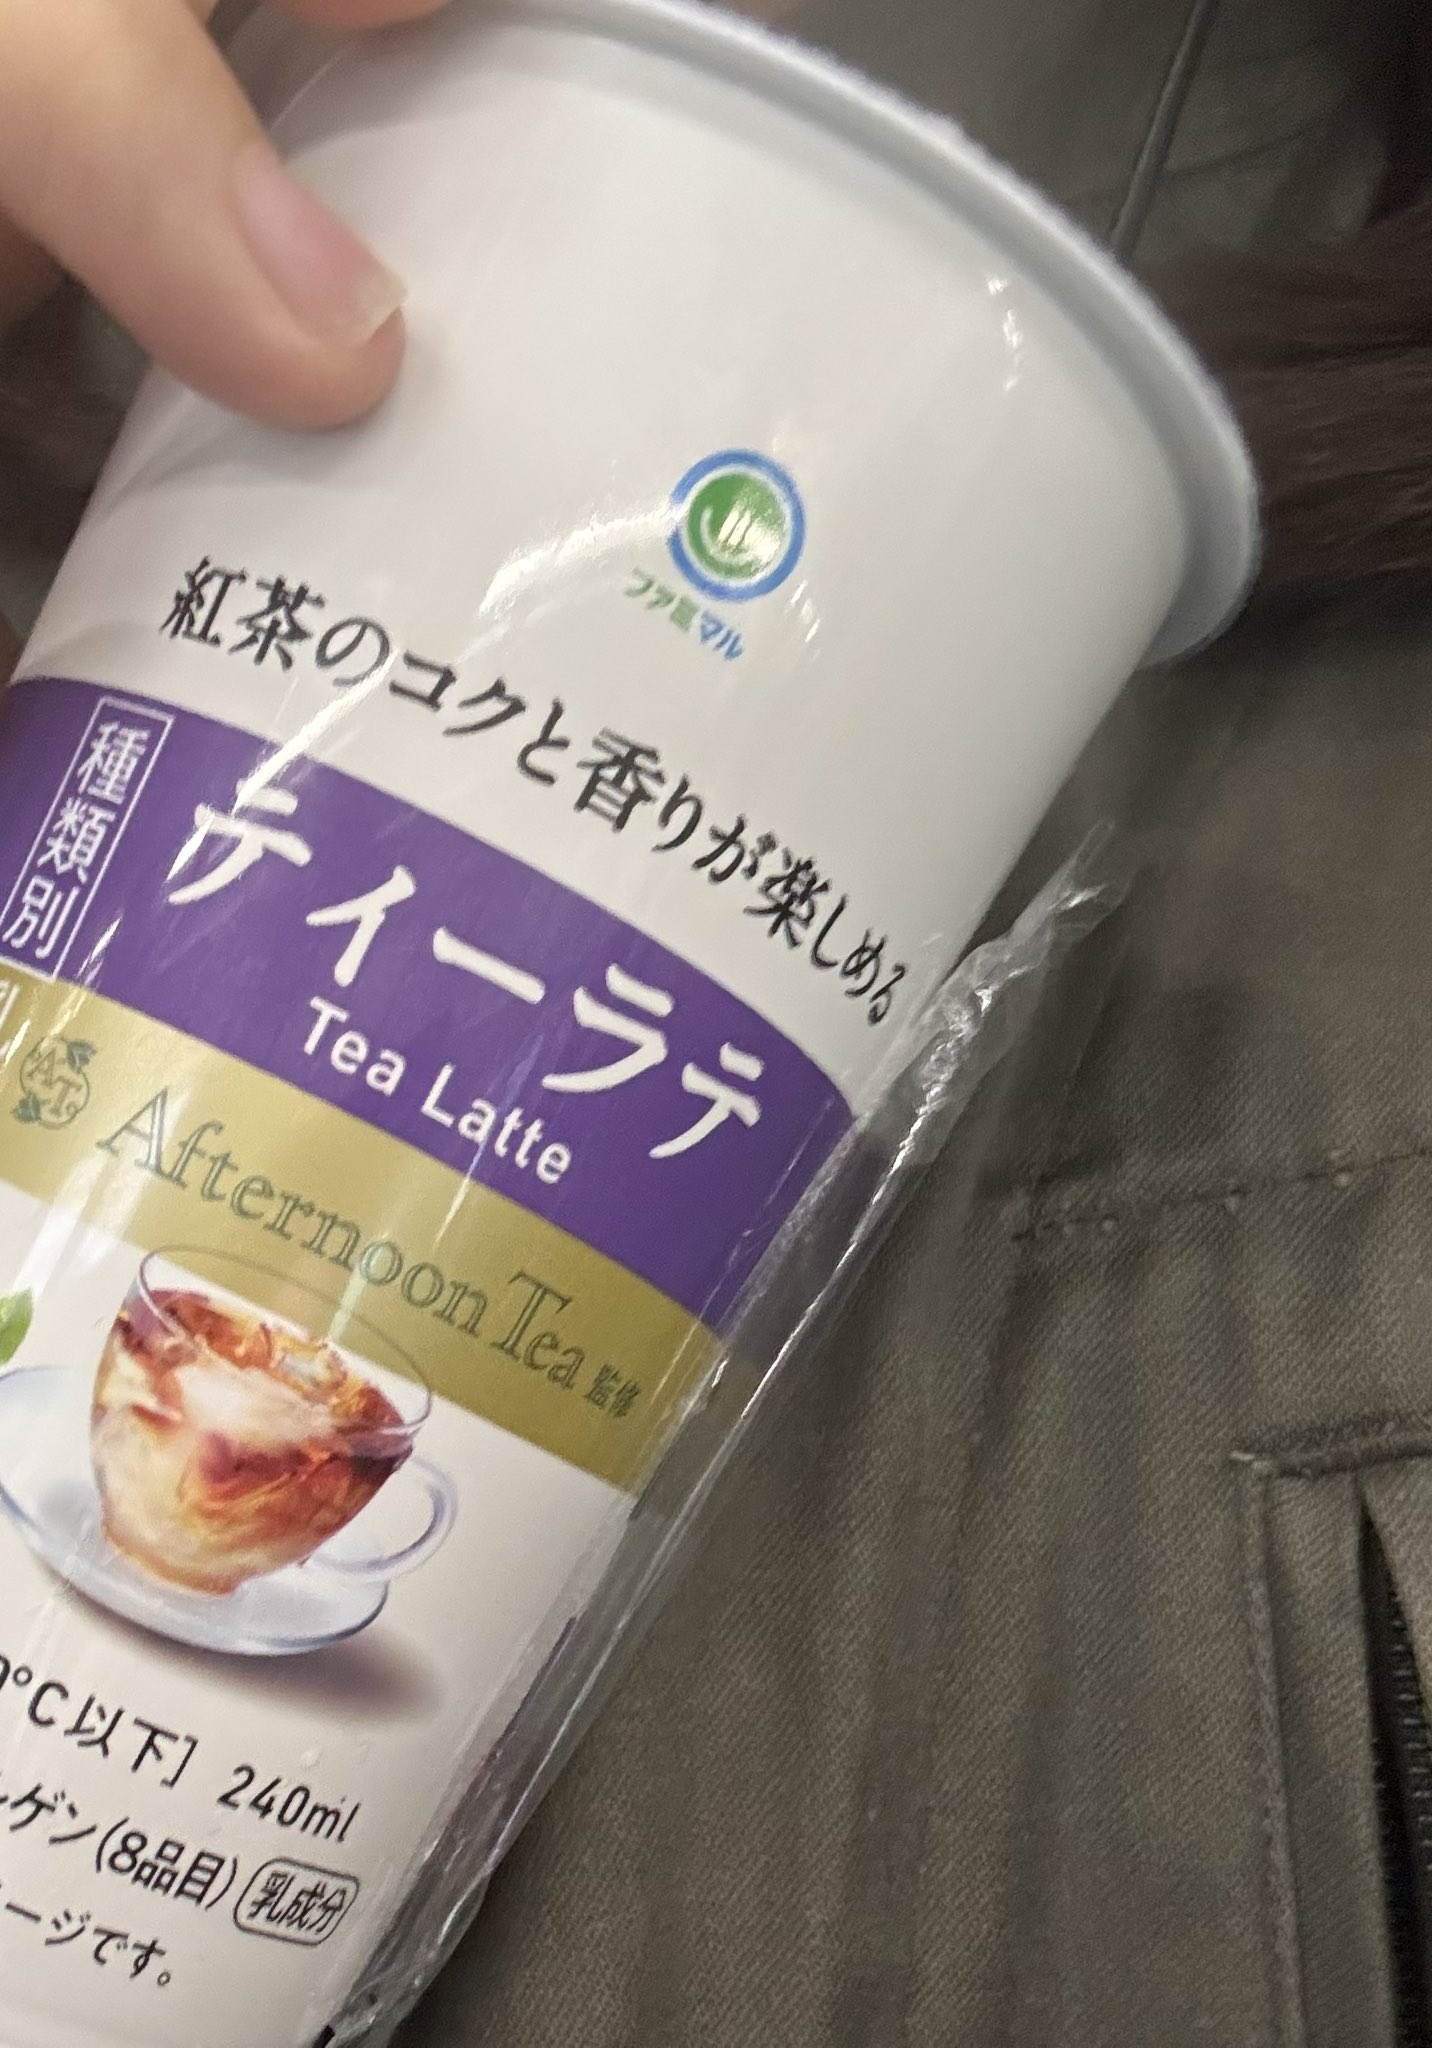 ファミマル
紅茶のコクと香りが楽しめる
種類別
ティーラテ
Tea Latte
AT
Afternoon Tea 監修
℃以下] 240ml
ルゲン(8品目) 乳成分
ージです。